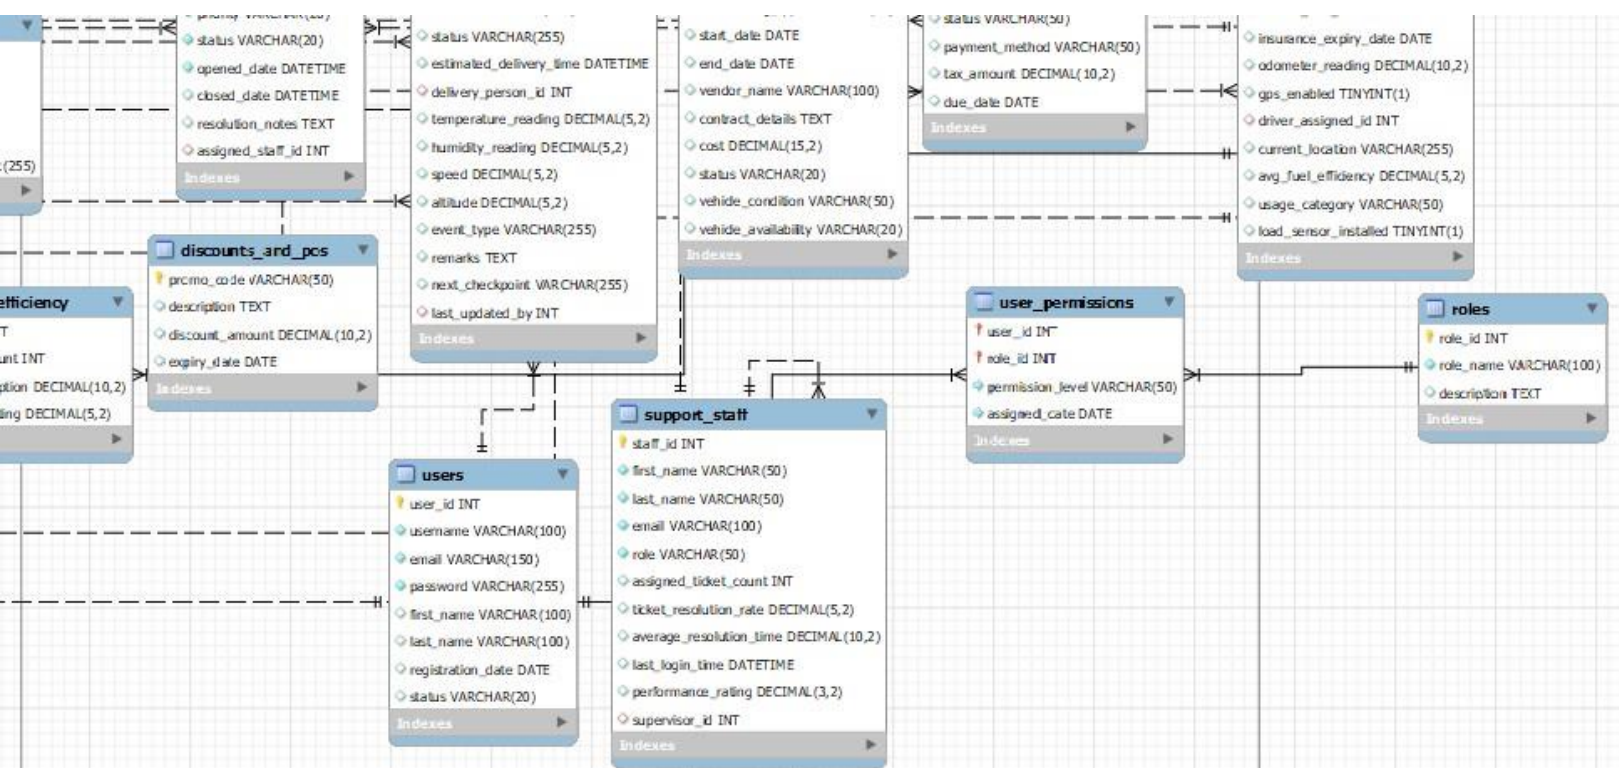 status VARCHAR(20)
opened_date DATETIME
closed_date DATETIME
resolution_notes TEXT
assigned_staff_id INT
Indexes
(255)
status VARCHAR(255)
estimated_delivery_time DATETIME
delivery_person_id INT
temperature_reading DECIMAL(5,2)
humidity_reading DECIMAL(5,2)
speed DECIMAL(5,2)
altitude DECIMAL(5,2)
event_type VARCHAR(255)
remarks TEXT
next_checkpoint VARCHAR(255)
last_updated_by INT
Indexes
start_date DATE
end_date DATE
vendor_name VARCHAR(100)
contract_details TEXT
cost DECIMAL(15,2)
status VARCHAR(20)
vehicle_condition VARCHAR(50)
vehicle_availability VARCHAR(20)
Indexes
status VARCHAR(50)
payment_method VARCHAR(50)
tax_amount DECIMAL(10,2)
due_date DATE
Indexes
insurance_expiry_date DATE
odometer_reading DECIMAL(10,2)
gps_enabled TINYINT(1)
driver_assigned_id INT
current_location VARCHAR(255)
avg_fuel_efficiency DECIMAL(5,2)
usage_category VARCHAR(50)
load_sensor_installed TINYINT(1)
Indexes
discounts_and_pos
promo_code VARCHAR(50)
description TEXT
discount_amount DECIMAL(10,2)
expiry_date DATE
Indexes
efficiency
T
unt INT
ption DECIMAL(10,2)
ting DECIMAL(5,2)
user_permissions
user_id INT
role_id INT
permission_level VARCHAR(50)
assigned_date DATE
Indexes
roles
role_id INT
role_name VARCHAR(100)
description TEXT
Indexes
users
user_id INT
username VARCHAR(100)
email VARCHAR(150)
password VARCHAR(255)
first_name VARCHAR(100)
last_name VARCHAR(100)
registration_date DATE
status VARCHAR(20)
Indexes
support_staff
staff_id INT
first_name VARCHAR(50)
last_name VARCHAR(50)
email VARCHAR(100)
role VARCHAR(50)
assigned_ticket_count INT
ticket_resolution_rate DECIMAL(5,2)
average_resolution_time DECIMAL(10,2)
last_login_time DATETIME
performance_rating DECIMAL(3,2)
supervisor_id INT
Indexes